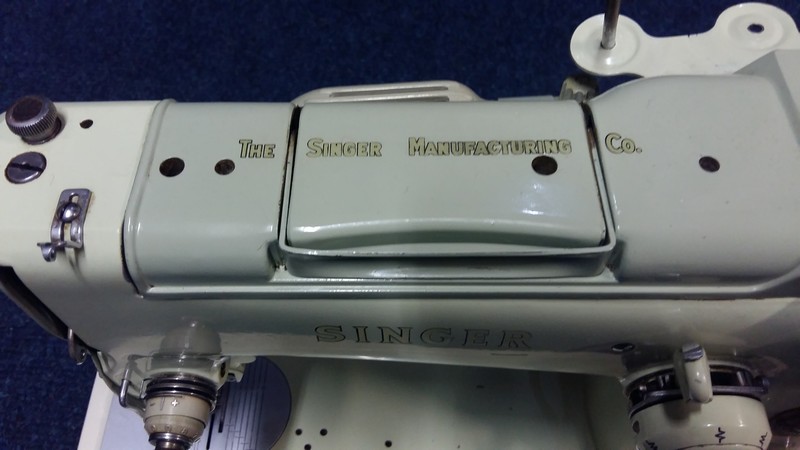 THE SINGER MANUFACTURING CO.
SINGER